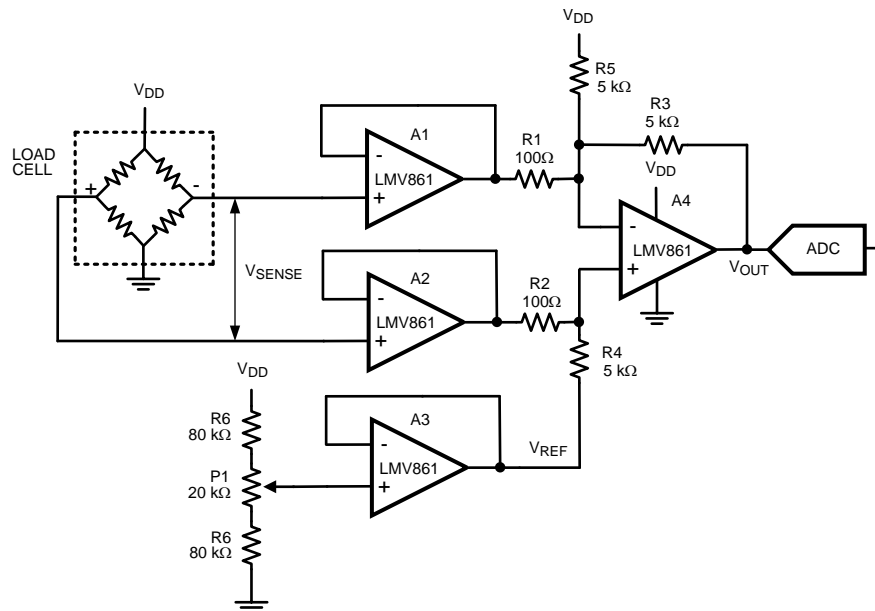 VDD
R5
5 kΩ
R3
5 kΩ
VDD
LOAD
CELL
+
-
A1
-
LMV861
+
R1
100Ω
VDD
A4
-
LMV861
+
VOUT
ADC
VSENSE
A2
-
LMV861
+
R2
100Ω
R4
5 kΩ
VDD
R6
80 kΩ
P1
20 kΩ
R6
80 kΩ
A3
-
LMV861
+
VREF